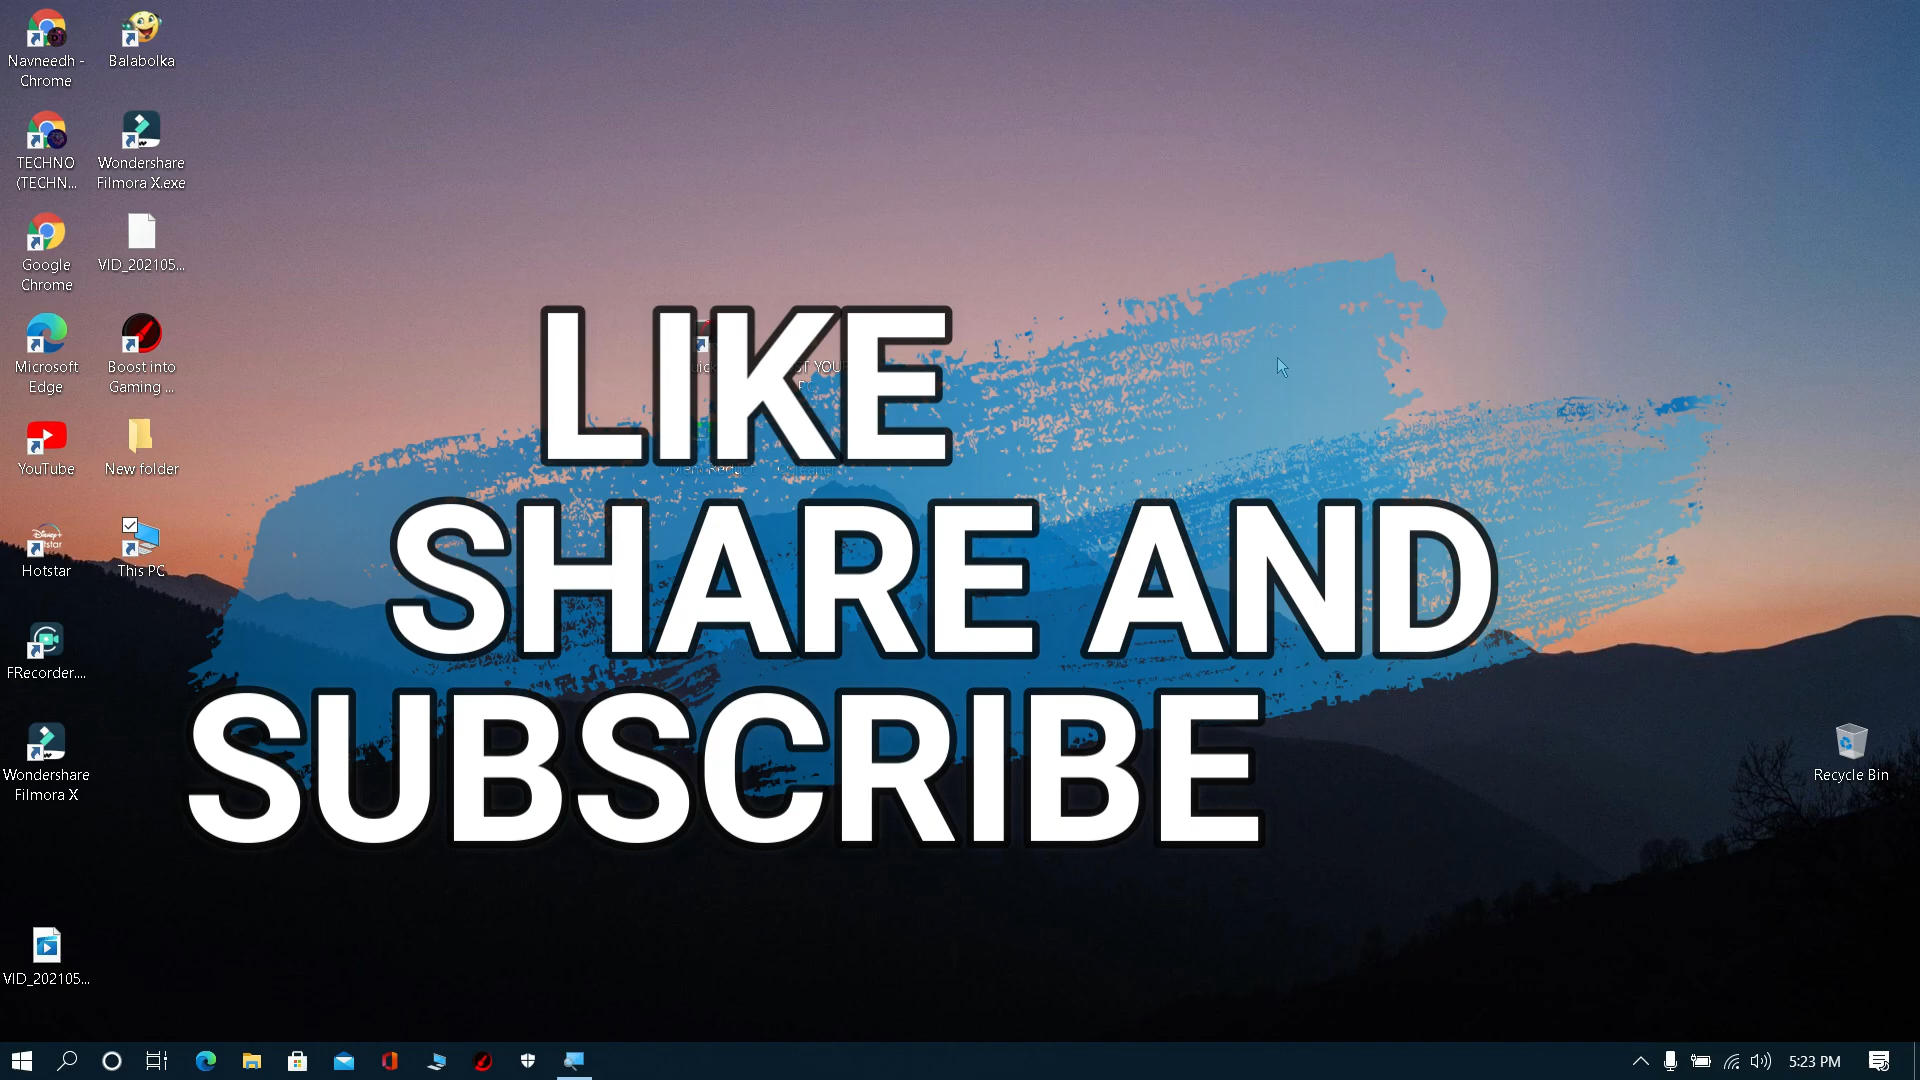 Navneedh -
Chrome
Balabolka
TECHNO
(TECHN...
Wondershare
Filmora X.exe
Google
Chrome
VID_202105...
Microsoft
Edge
Boost into
Gaming ...
YouTube
New folder
Hotstar
This PC
FRecorder....
Wondershare
Filmora X
VID_202105...
LIKE
SHARE AND
SUBSCRIBE
Recycle Bin
5:23 PM